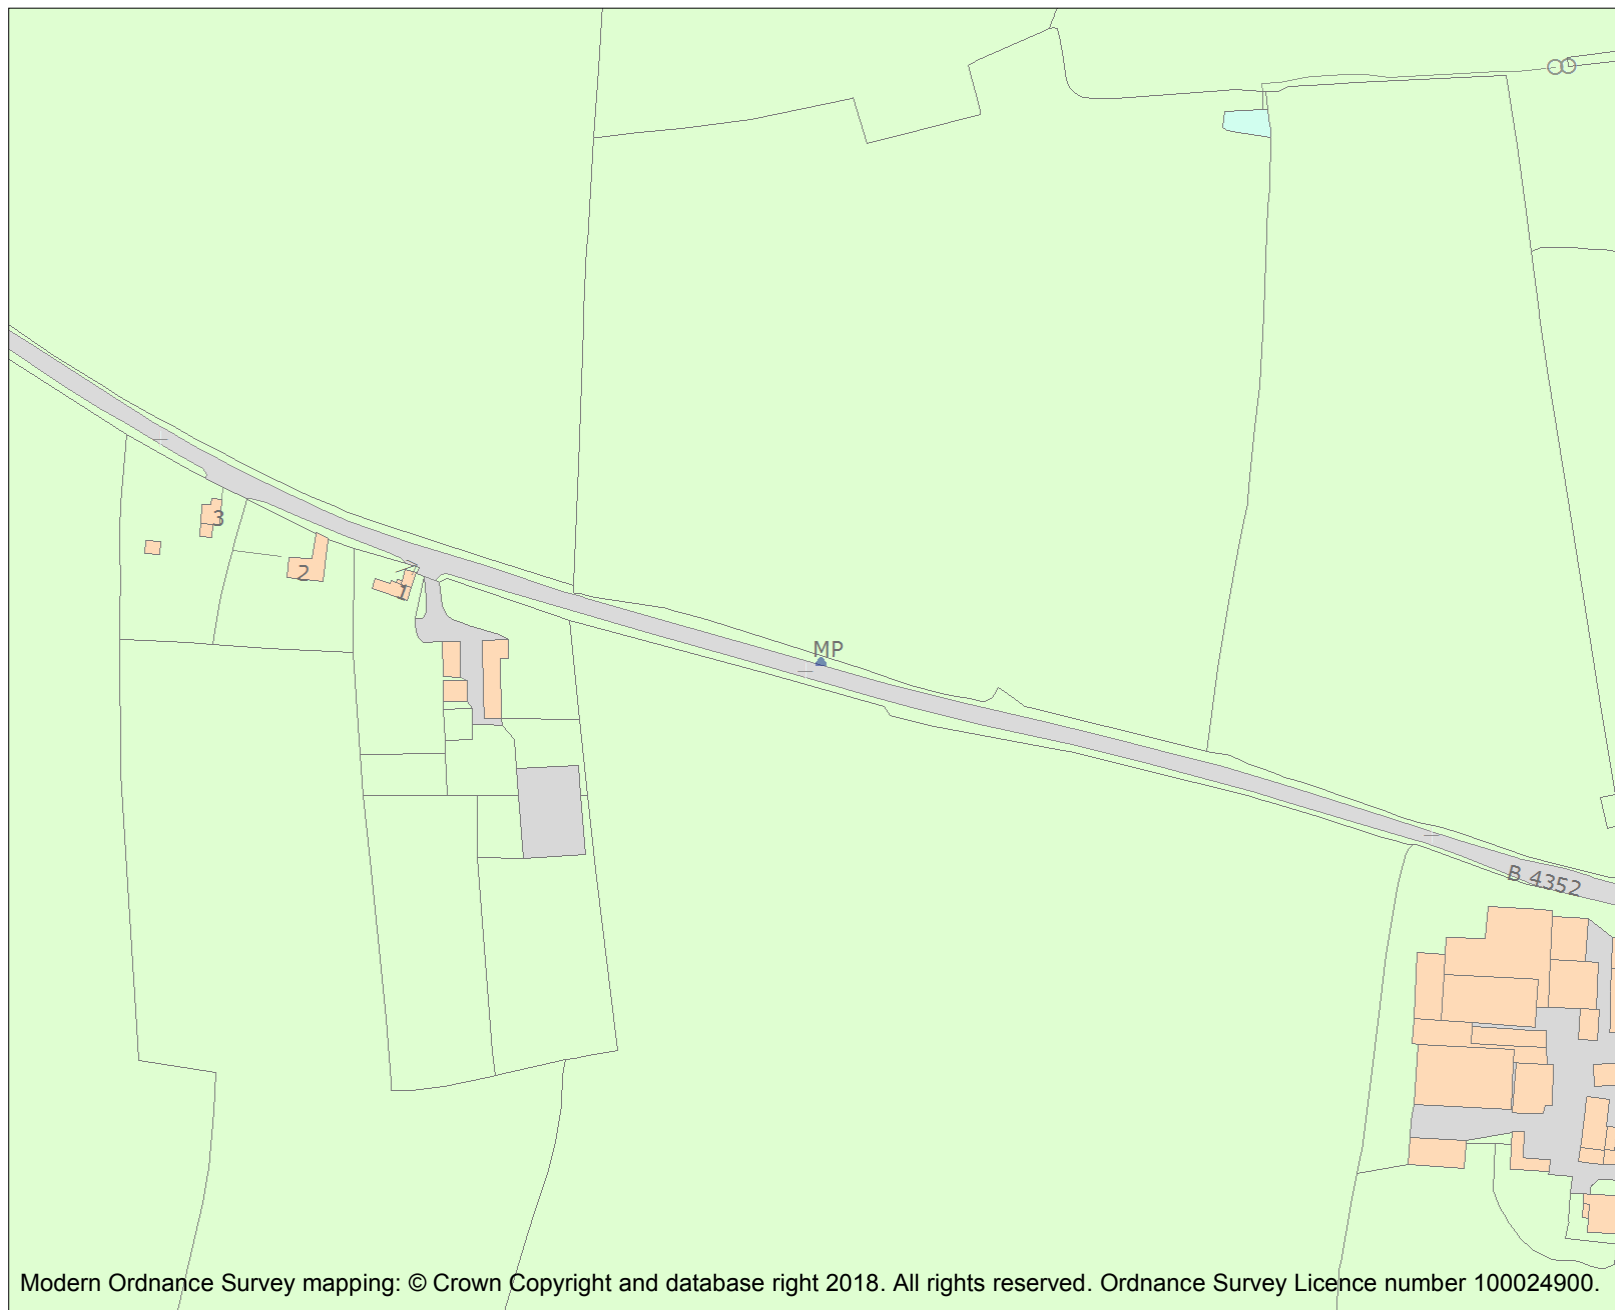 3
2
1
MP
B 4352
Modern Ordnance Survey mapping: © Crown Copyright and database right 2018. All rights reserved. Ordnance Survey Licence number 100024900.